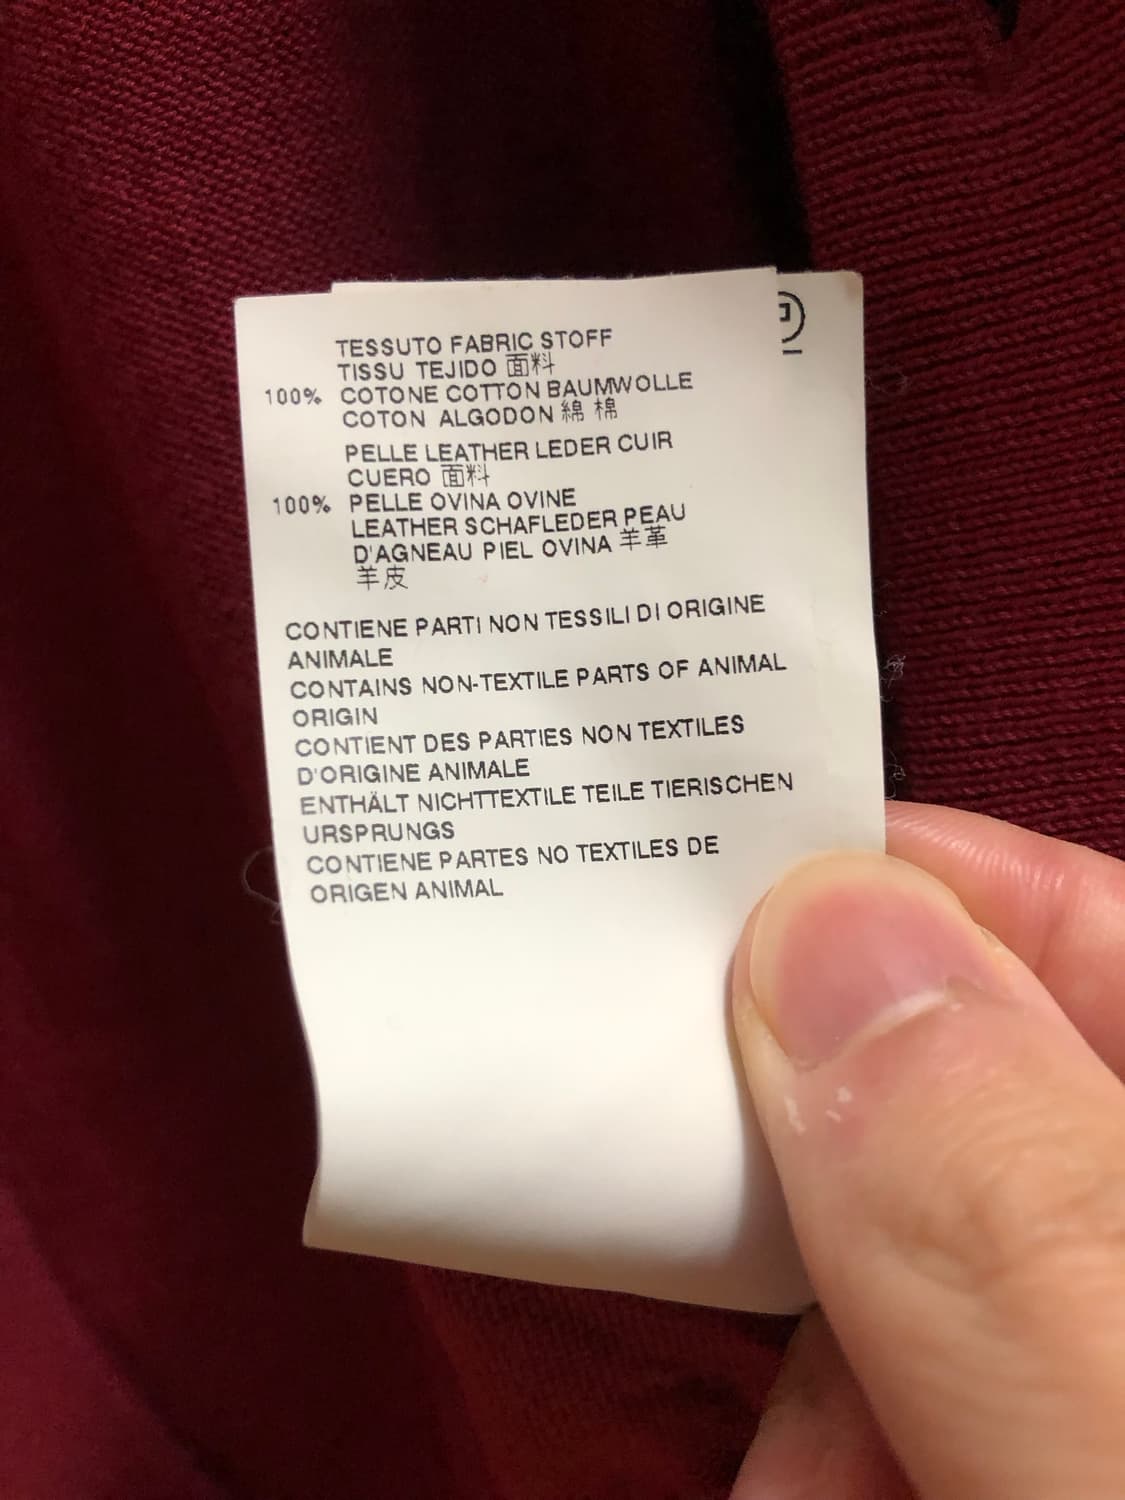 TESSUTO FABRIC STOFF
TISSU TEJIDO 面料
100% COTONE COTTON BAUMWOLLE
COTON ALGODON 綿 棉
PELLE LEATHER LEDER CUIR
CUERO 面料
100% PELLE OVINA OVINE
LEATHER SCHAFLEDER PEAU
D'AGNEAU PIEL OVINA 羊革
羊皮
CONTIENE PARTI NON TESSILI DI ORIGINE
ANIMALE
CONTAINS NON-TEXTILE PARTS OF ANIMAL
ORIGIN
CONTIENT DES PARTIES NON TEXTILES
D'ORIGINE ANIMALE
ENTHÄLT NICHTTEXTILE TEILE TIERISCHEN
URSPRUNGS
CONTIENE PARTES NO TEXTILES DE
ORIGEN ANIMAL